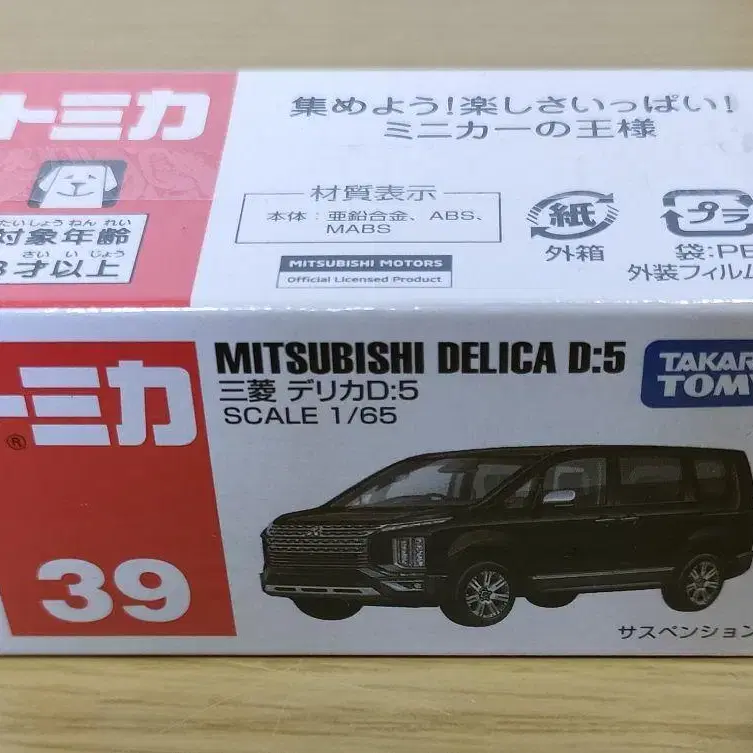 トミカ
集めよう!楽しさいっぱい!
ミニカーの王様
たいしょうねんれい
対象年齢
さい い じょう
3才以上
材質表示
本体:亜鉛合金、ABS、
MABS
MITSUBISHI MOTORS
Official Licensed Product
紙
外箱
プラ
袋:PE
外装フィルム
トミカ
®
MITSUBISHI DELICA D:5
三菱 デリカD:5
SCALE 1/65
TAKARA
TOMY
39
サスペンション